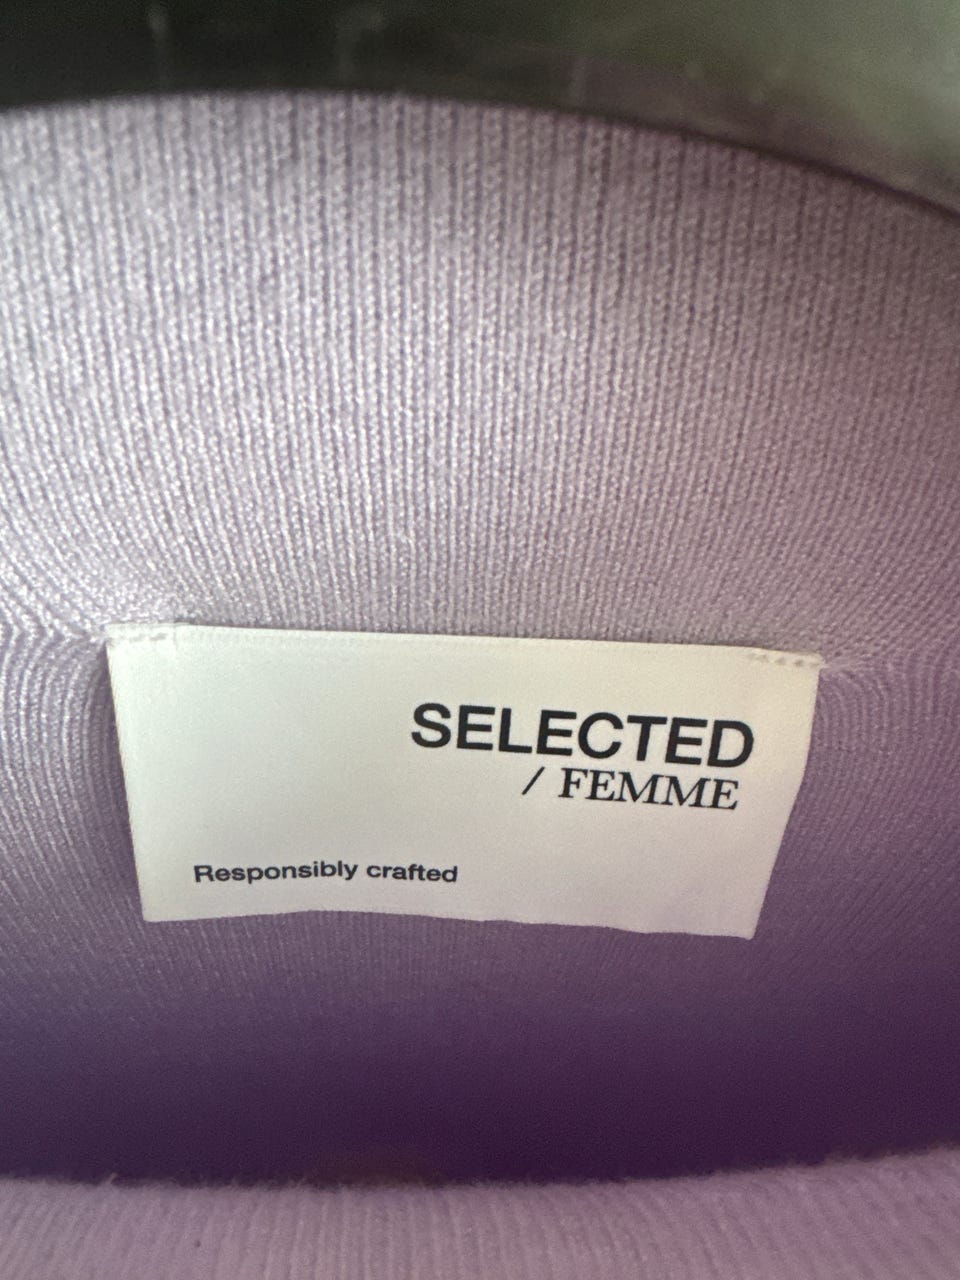 SELECTED
/ FEMME
Responsibly crafted